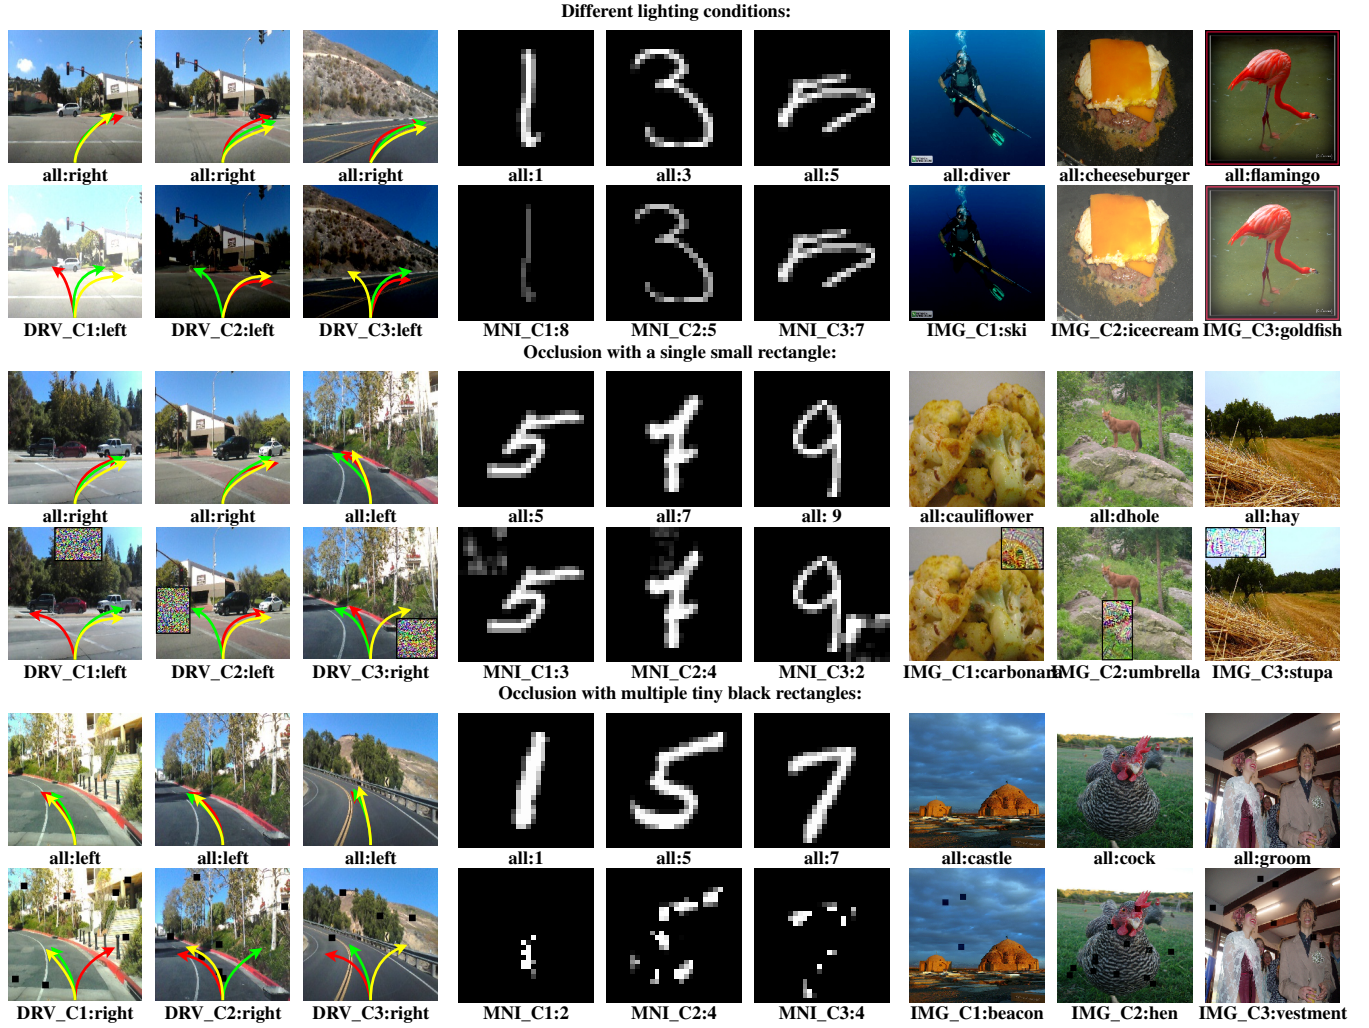 Different lighting conditions:
all:right all:right all:right all:1 all:3 all:5 all:diver all:cheeseburger all:flamingo
DRV_C1:left DRV_C2:left DRV_C3:left MNI_C1:8 MNI_C2:5 MNI_C3:7 IMG_C1:ski IMG_C2:icecream IMG_C3:goldfish
Occlusion with a single small rectangle:
all:right all:right all:left all:5 all:7 all: 9 all:cauliflower all:dhole all:hay
DRV_C1:left DRV_C2:left DRV_C3:right MNI_C1:3 MNI_C2:4 MNI_C3:2 IMG_C1:carbonara IMG_C2:umbrella IMG_C3:stupa
Occlusion with multiple tiny black rectangles:
all:left all:left all:left all:1 all:5 all:7 all:castle all:cock all:groom
DRV_C1:right DRV_C2:right DRV_C3:right MNI_C1:2 MNI_C2:4 MNI_C3:4 IMG_C1:beacon IMG_C2:hen IMG_C3:vestment